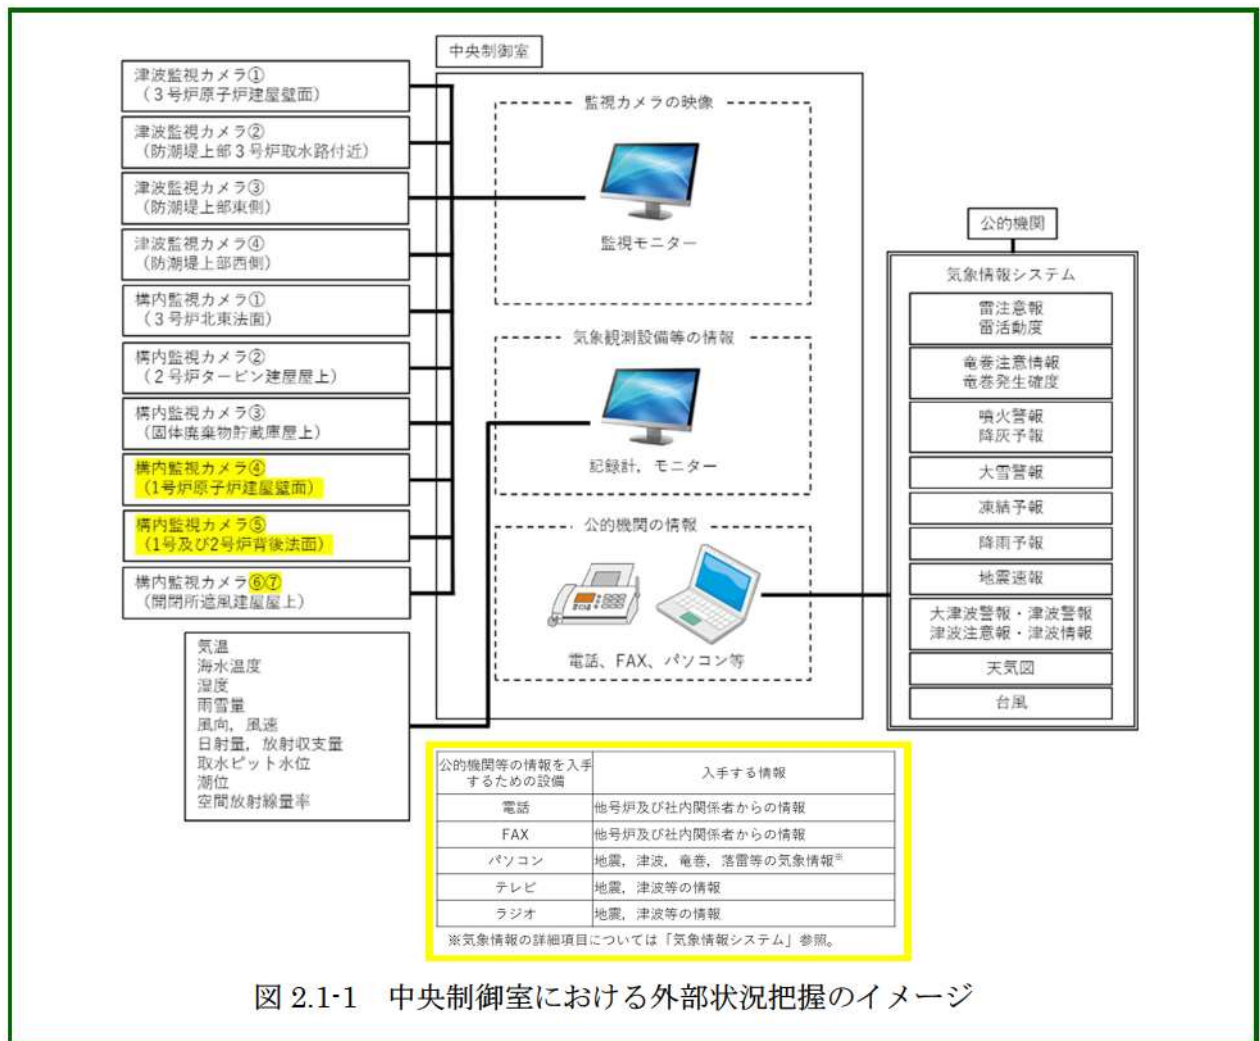 中央制御室
津波監視カメラ①
（３号炉原子炉建屋壁面）
津波監視カメラ②
（防潮堤上部３号炉取水路付近）
津波監視カメラ③
（防潮堤上部東側）
津波監視カメラ④
（防潮堤上部西側）
構内監視カメラ①
（３号炉北東法面）
構内監視カメラ②
（２号炉タービン建屋屋上）
構内監視カメラ③
（固体廃棄物貯蔵庫屋上）
構内監視カメラ④
（1号炉原子炉建屋壁面）
構内監視カメラ⑤
（1号及び2号炉背後法面）
構内監視カメラ⑥⑦
（開閉所遮風建屋屋上）
気温
海水温度
湿度
雨雪量
風向，風速
日射量，放射収支量
取水ピット水位
潮位
空間放射線量率
監視カメラの映像
監視モニター
気象観測設備等の情報
記録計，モニター
公的機関の情報
電話、FAX、パソコン等
公的機関
気象情報システム
雷注意報
雷活動度
竜巻注意情報
竜巻発生確度
噴火警報
降灰予報
大雪警報
凍結予報
降雨予報
地震速報
大津波警報・津波警報
津波注意報・津波情報
天気図
台風
公的機関等の情報を入手
するための設備
入手する情報
電話
他号炉及び社内関係者からの情報
FAX
他号炉及び社内関係者からの情報
パソコン
地震，津波，竜巻，落雷等の気象情報※
テレビ
地震，津波等の情報
ラジオ
地震，津波等の情報
※気象情報の詳細項目については「気象情報システム」参照。
図 2.1-1　中央制御室における外部状況把握のイメージ